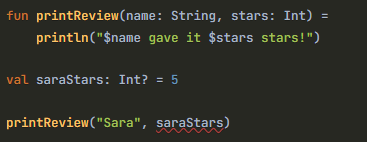 fun printReview(name: String, stars: Int) =
    println("$name gave it $stars stars!")
val saraStars: Int? = 5
printReview("Sara", saraStars)